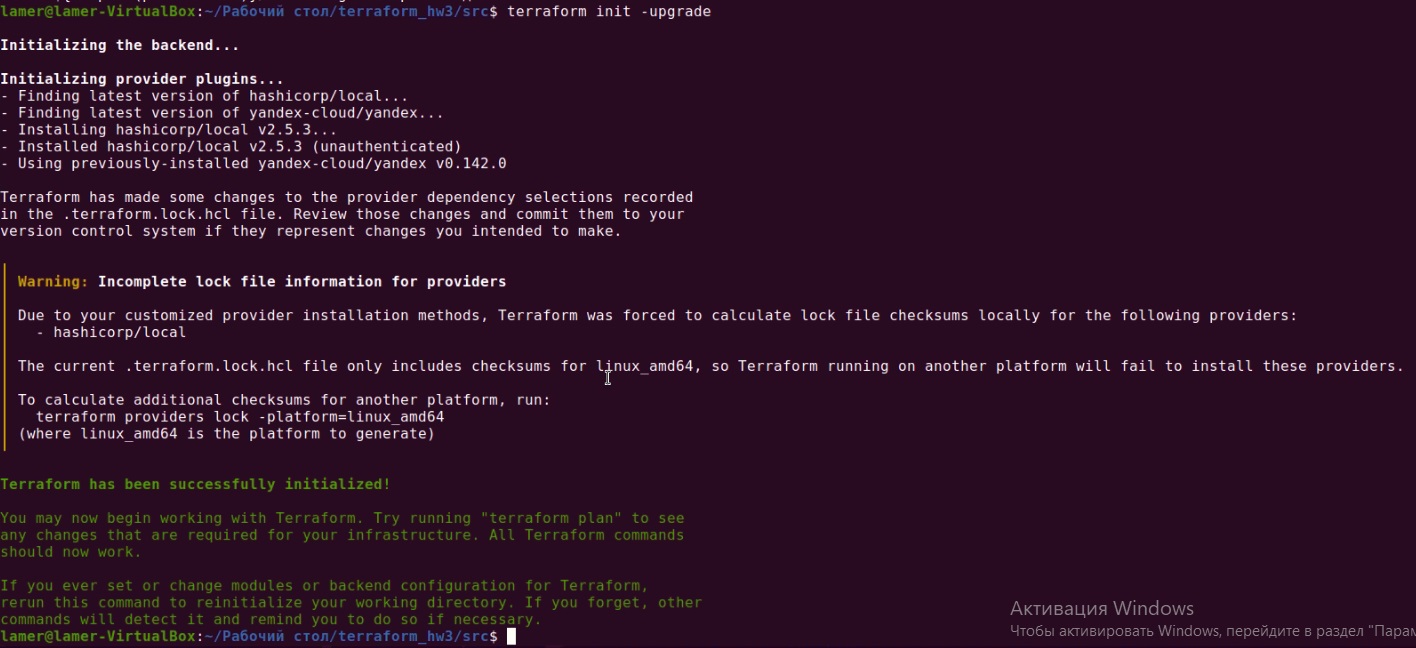 lamer@lamer-VirtualBox:~/Рабочий стол/terraform_hw3/src$ terraform init -upgrade
Initializing the backend...
Initializing provider plugins...
- Finding latest version of hashicorp/local...
- Finding latest version of yandex-cloud/yandex...
- Installing hashicorp/local v2.5.3...
- Installed hashicorp/local v2.5.3 (unauthenticated)
- Using previously-installed yandex-cloud/yandex v0.142.0
Terraform has made some changes to the provider dependency selections recorded
in the .terraform.lock.hcl file. Review those changes and commit them to your
version control system if they represent changes you intended to make.
Warning: Incomplete lock file information for providers
Due to your customized provider installation methods, Terraform was forced to calculate lock file checksums locally for the following providers:
- hashicorp/local
The current .terraform.lock.hcl file only includes checksums for linux_amd64, so Terraform running on another platform will fail to install these providers.
To calculate additional checksums for another platform, run:
terraform providers lock -platform=linux_amd64
(where linux_amd64 is the platform to generate)
Terraform has been successfully initialized!
You may now begin working with Terraform. Try running "terraform plan" to see
any changes that are required for your infrastructure. All Terraform commands
should now work.
If you ever set or change modules or backend configuration for Terraform,
rerun this command to reinitialize your working directory. If you forget, other
commands will detect it and remind you to do so if necessary.
lamer@lamer-VirtualBox:~/Рабочий стол/terraform_hw3/src$
Активация Windows
Чтобы активировать Windows, перейдите в раздел "Парам